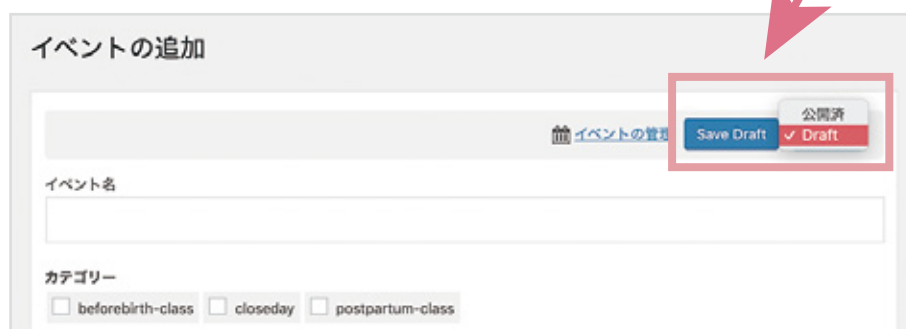 イベントの追加
公開済
イベントの管理 Save Draft ✓ Draft
イベント名
カテゴリー
beforebirth-class closeday postpartum-class